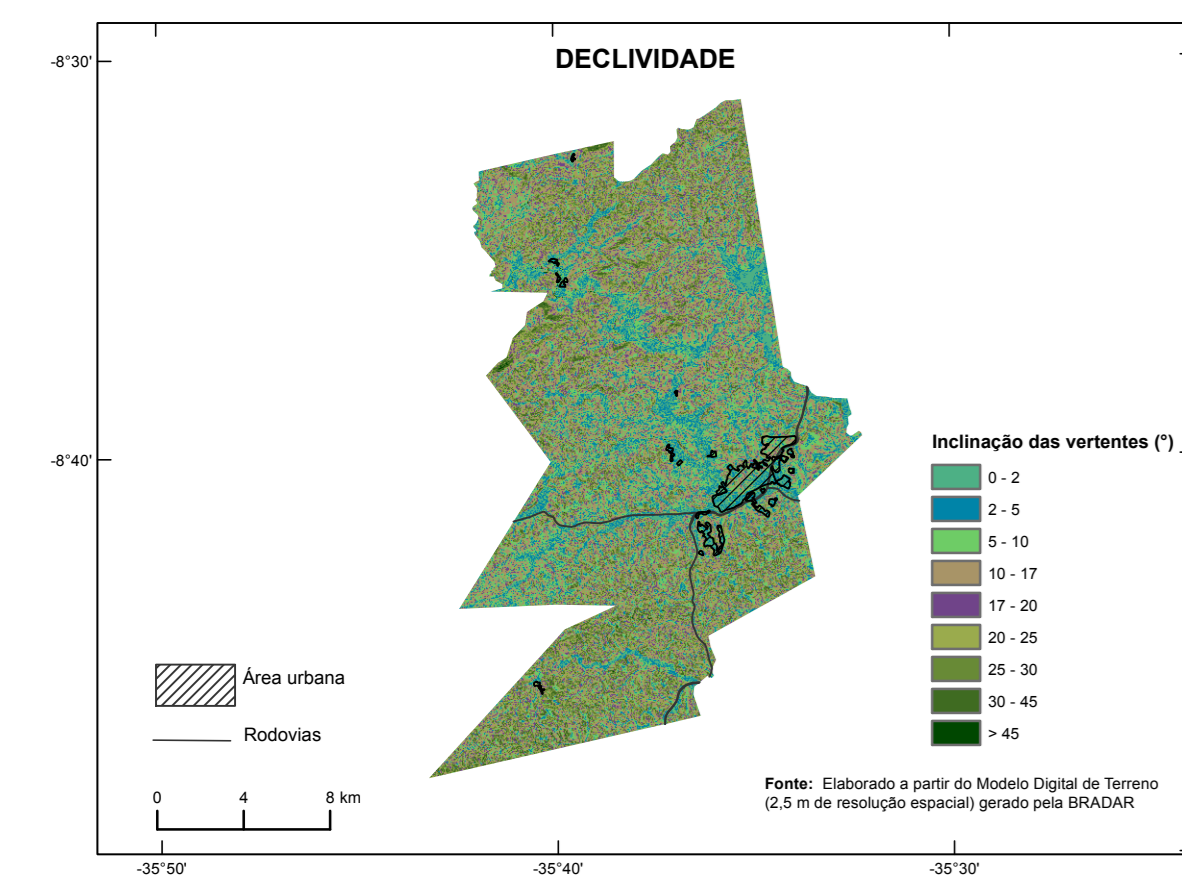 DECLIVIDADE
-8°30'
-8°40'
Inclinação das vertentes (°)
0 - 2
2 - 5
5 - 10
10 - 17
17 - 20
20 - 25
25 - 30
30 - 45
> 45
Área urbana
Rodovias
0 4 8 km
Fonte: Elaborado a partir do Modelo Digital de Terreno
(2,5 m de resolução espacial) gerado pela BRADAR
-35°50' -35°40' -35°30'